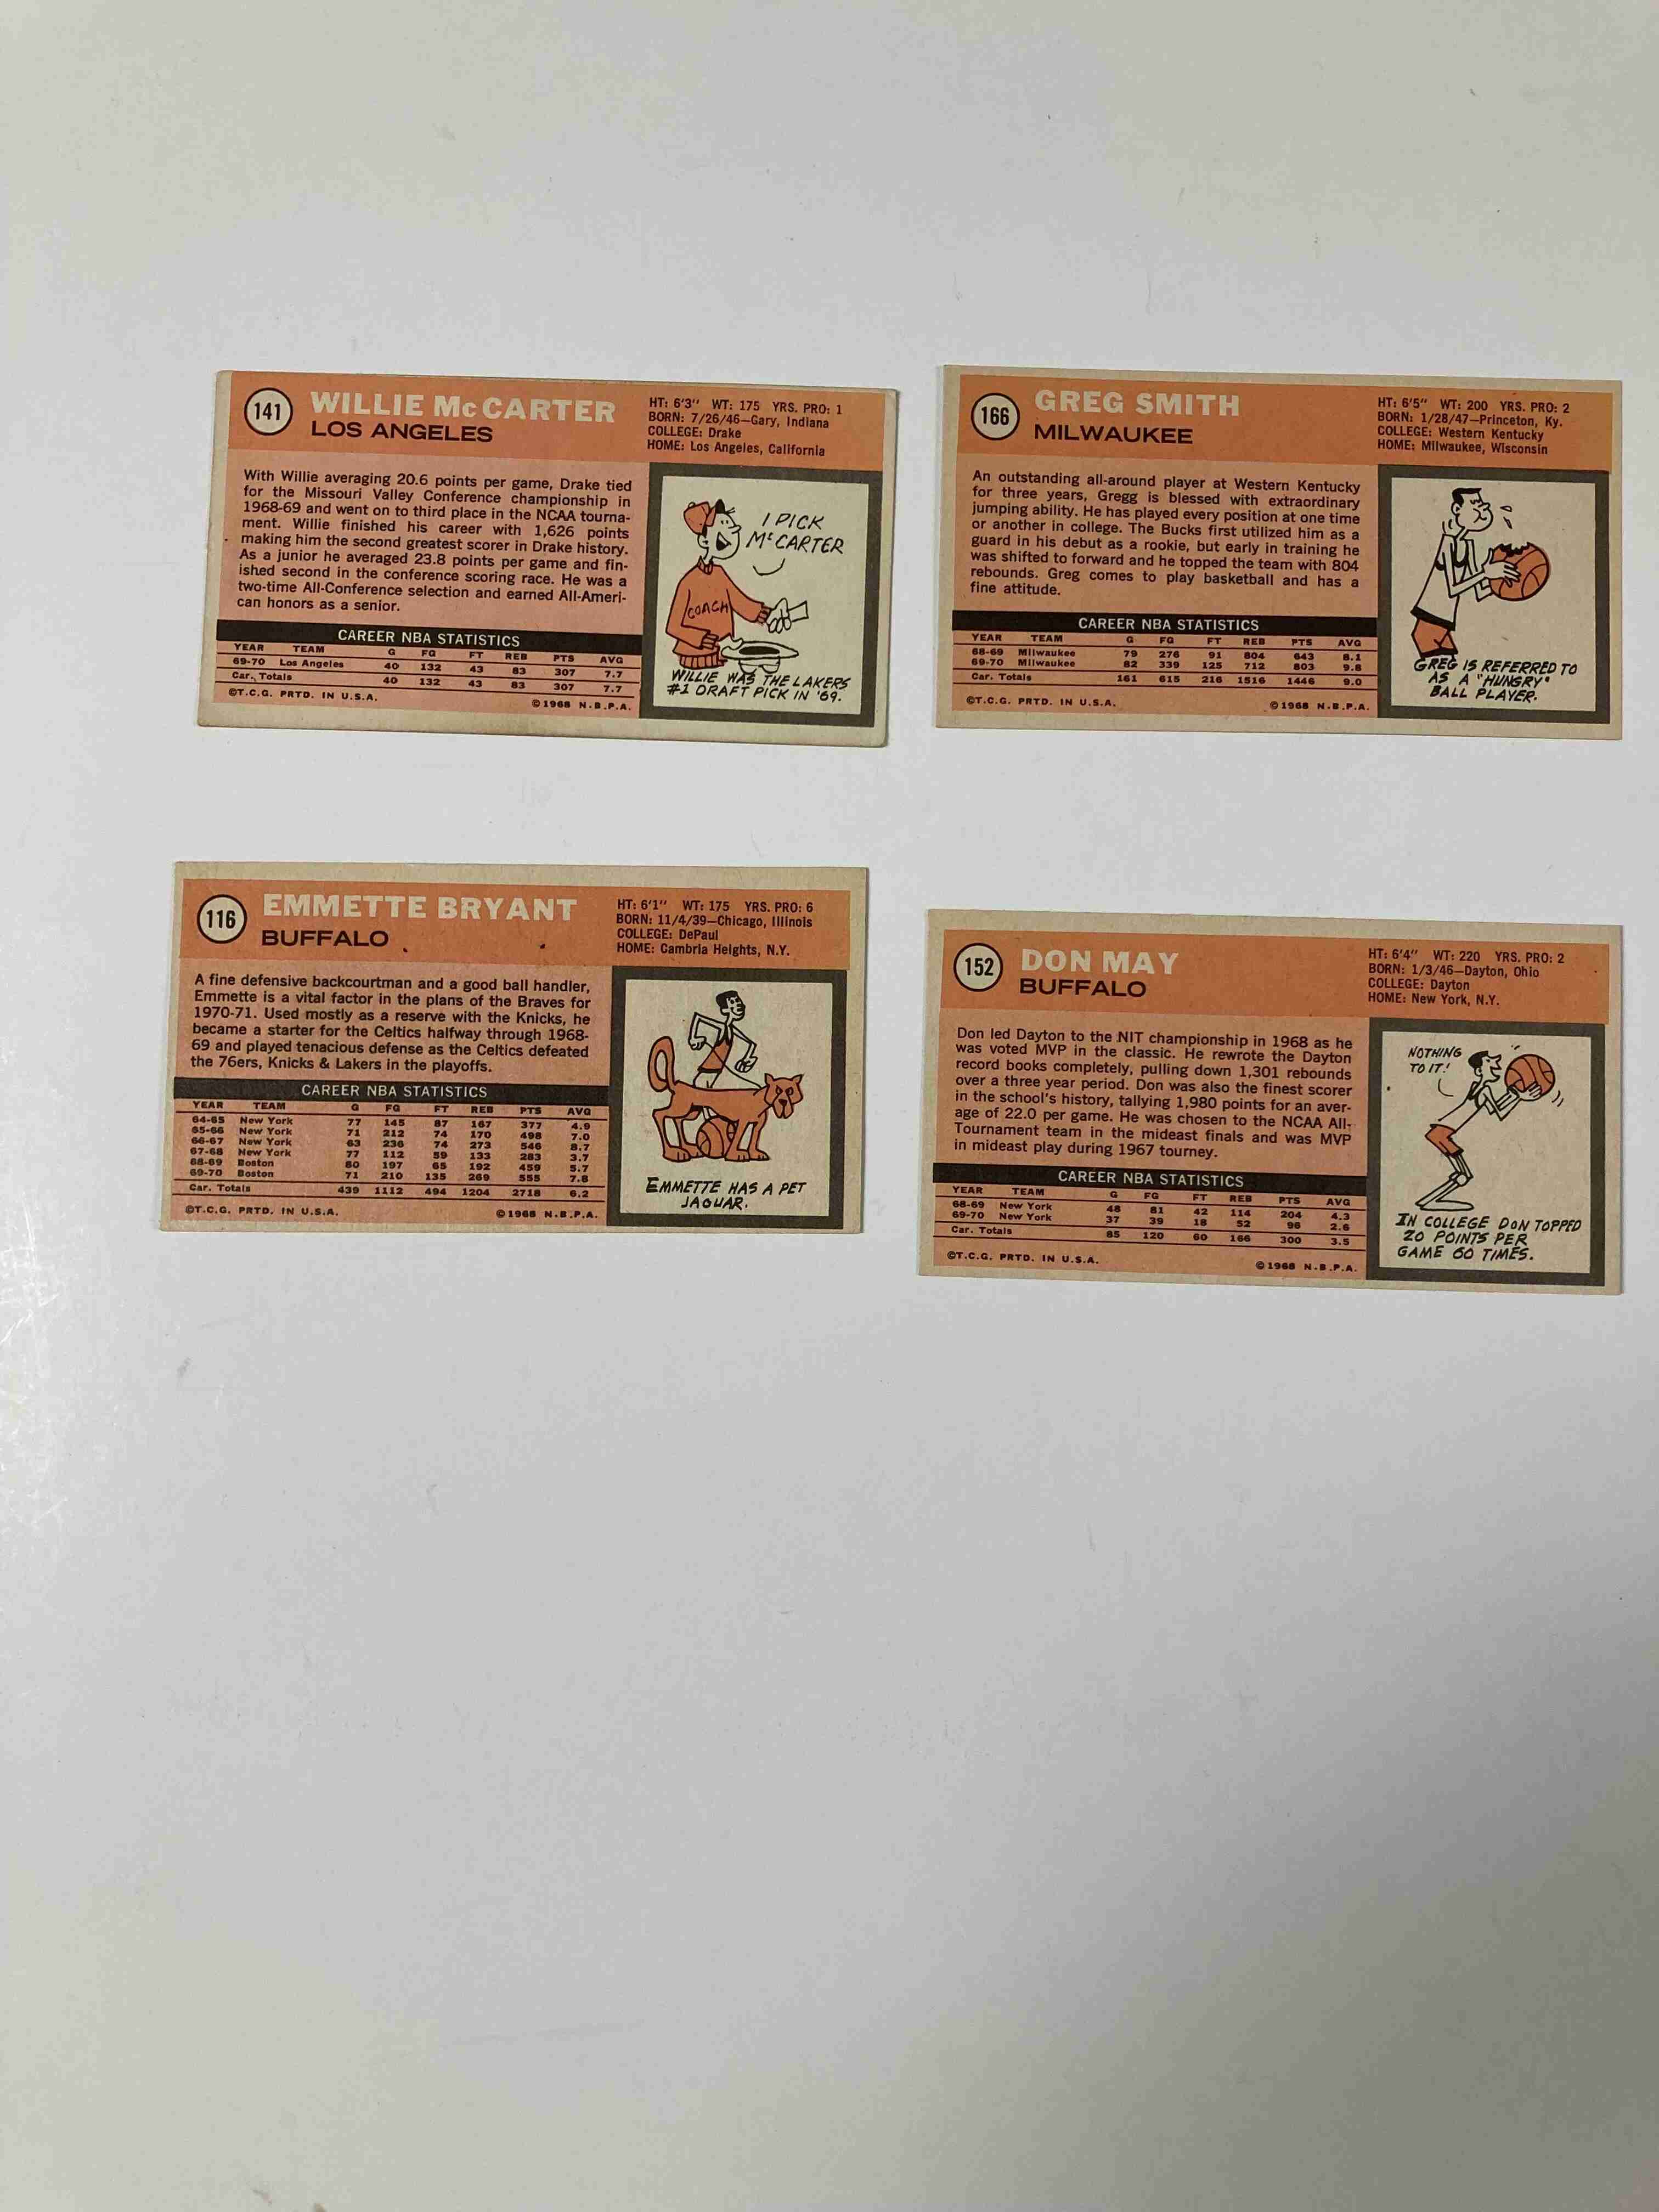 141
WILLIE McCARTER
LOS ANGELES
HT: 6'3" WT: 175 YRS. PRO: 1
BORN: 7/26/46—Gary, Indiana
COLLEGE: Drake
HOME: Los Angeles, California
With Willie averaging 20.6 points per game, Drake tied
for the Missouri Valley Conference championship in
1968-69 and went on to third place in the NCAA tourna-
ment. Willie finished his career with 1,626 points
making him the second greatest scorer in Drake history.
As a junior he averaged 23.8 points per game and fin-
ished second in the conference scoring race. He was a
two-time All-Conference selection and earned All-Ameri-
can honors as a senior.
CAREER NBA STATISTICS
YEAR TEAM G FG FT REB PTS AVG
69-70 Los Angeles 40 132 43 83 307 7.7
Car. Totals 40 132 43 83 307 7.7
©T.C.G. PRTD. IN U.S.A. ©1968 N.B.P.A.
I PICK
McCARTER
COACH
WILLIE WAS THE LAKERS
#1 DRAFT PICK IN '69.
166
GREG SMITH
MILWAUKEE
HT: 6'5" WT: 200 YRS. PRO: 2
BORN: 1/28/47—Princeton, Ky.
COLLEGE: Western Kentucky
HOME: Milwaukee, Wisconsin
An outstanding all-around player at Western Kentucky
for three years, Gregg is blessed with extraordinary
jumping ability. He has played every position at one time
or another in college. The Bucks first utilized him as a
guard in his debut as a rookie, but early in training he
was shifted to forward and he topped the team with 804
rebounds. Greg comes to play basketball and has a
fine attitude.
CAREER NBA STATISTICS
YEAR TEAM G FG FT REB PTS AVG
68-69 Milwaukee 79 276 91 804 643 8.1
69-70 Milwaukee 82 339 125 712 803 9.8
Car. Totals 161 615 216 1516 1446 9.0
©T.C.G. PRTD. IN U.S.A. ©1968 N.B.P.A.
GREG IS REFERRED TO
AS A "HUNGRY"
BALL PLAYER.
116
EMMETTE BRYANT
BUFFALO
HT: 6'1" WT: 175 YRS. PRO: 6
BORN: 11/4/39—Chicago, Illinois
COLLEGE: DePaul
HOME: Cambria Heights, N.Y.
A fine defensive backcourtman and a good ball handler,
Emmette is a vital factor in the plans of the Braves for
1970-71. Used mostly as a reserve with the Knicks, he
became a starter for the Celtics halfway through 1968-
69 and played tenacious defense as the Celtics defeated
the 76ers, Knicks & Lakers in the playoffs.
CAREER NBA STATISTICS
YEAR TEAM G FG FT REB PTS AVG
64-65 New York 77 145 87 167 377 4.9
65-66 New York 71 212 74 170 498 7.0
66-67 New York 63 236 74 273 546 8.7
67-68 New York 77 112 59 133 283 3.7
68-69 Boston 80 197 65 192 459 5.7
69-70 Boston 71 210 135 269 555 7.8
Car. Totals 439 1112 494 1204 2718 6.2
©T.C.G. PRTD. IN U.S.A. ©1968 N.B.P.A.
EMMETTE HAS A PET
JAGUAR.
152
DON MAY
BUFFALO
HT: 6'4" WT: 220 YRS. PRO: 2
BORN: 1/3/46—Dayton, Ohio
COLLEGE: Dayton
HOME: New York, N.Y.
Don led Dayton to the NIT championship in 1968 as he
was voted MVP in the classic. He rewrote the Dayton
record books completely, pulling down 1,301 rebounds
over a three year period. Don was also the finest scorer
in the school's history, tallying 1,980 points for an aver-
age of 22.0 per game. He was chosen to the NCAA All-
Tournament team in the mideast finals and was MVP
in mideast play during 1967 tourney.
CAREER NBA STATISTICS
YEAR TEAM G FG FT REB PTS AVG
68-69 New York 48 81 42 114 204 4.3
69-70 New York 37 39 18 52 96 2.6
Car. Totals 85 120 60 166 300 3.5
©T.C.G. PRTD. IN U.S.A. ©1968 N.B.P.A.
NOTHING
TO IT!
IN COLLEGE DON TOPPED
20 POINTS PER
GAME 60 TIMES.